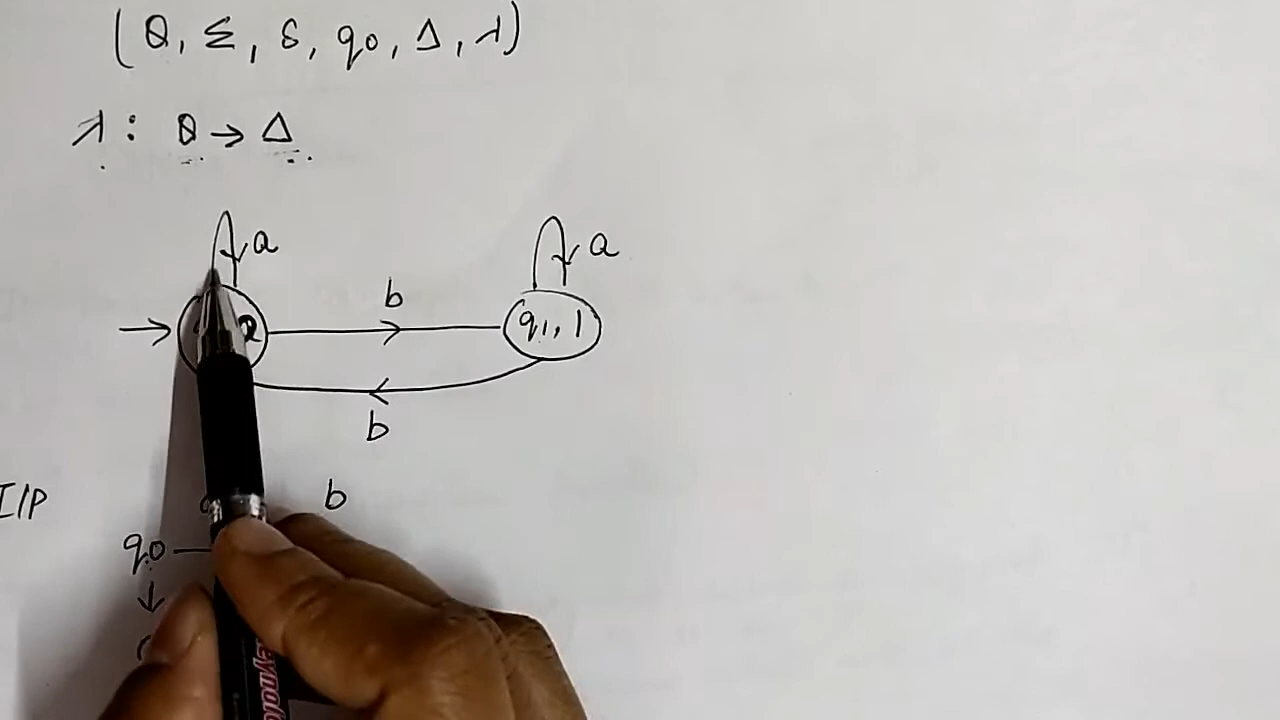 (Q, Σ, δ, q0, Δ, λ)
λ : Q → Δ
a a
b
q1, 1
b
I/P b
q0
↓